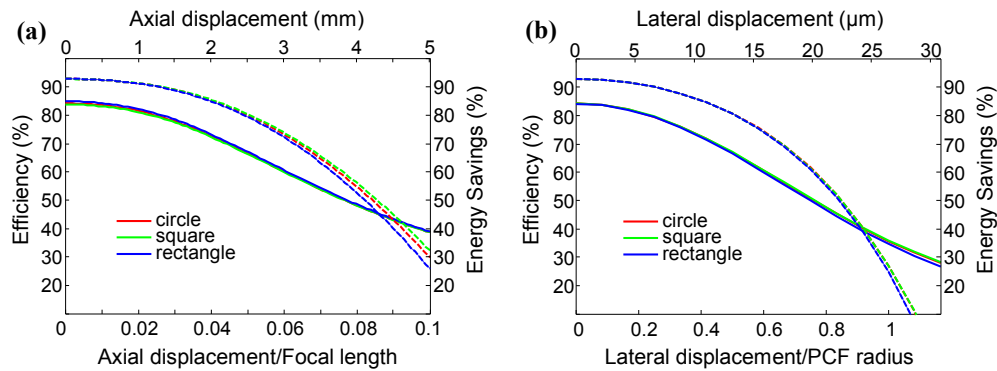 (a)
Axial displacement (mm)
0 1 2 3 4 5
Efficiency (%)
90
80
70
60
50
40
30
20
circle
square
rectangle
90
80
70
60
50
40
30
20
Energy Savings (%)
0 0.02 0.04 0.06 0.08 0.1
Axial displacement/Focal length
(b)
Lateral displacement (μm)
0 5 10 15 20 25 30
Efficiency (%)
90
80
70
60
50
40
30
20
circle
square
rectangle
90
80
70
60
50
40
30
20
Energy Savings (%)
0 0.2 0.4 0.6 0.8 1
Lateral displacement/PCF radius